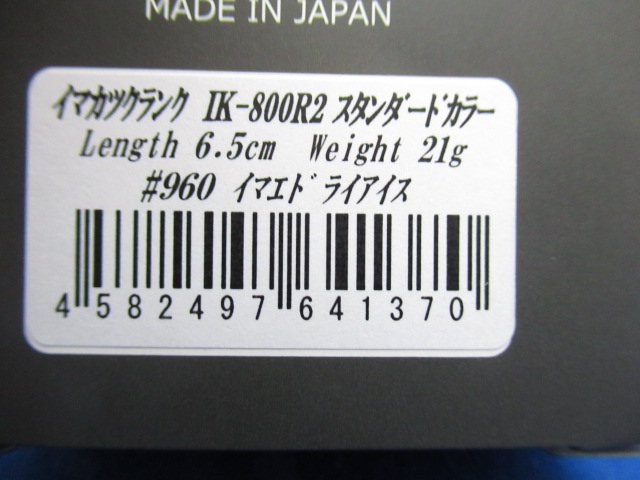 MADE IN JAPAN
イマカツクランク IK-800R2 スタンダードカラー
Length 6.5cm Weight 21g
#960 イマエドライアイス
4 582497 641370